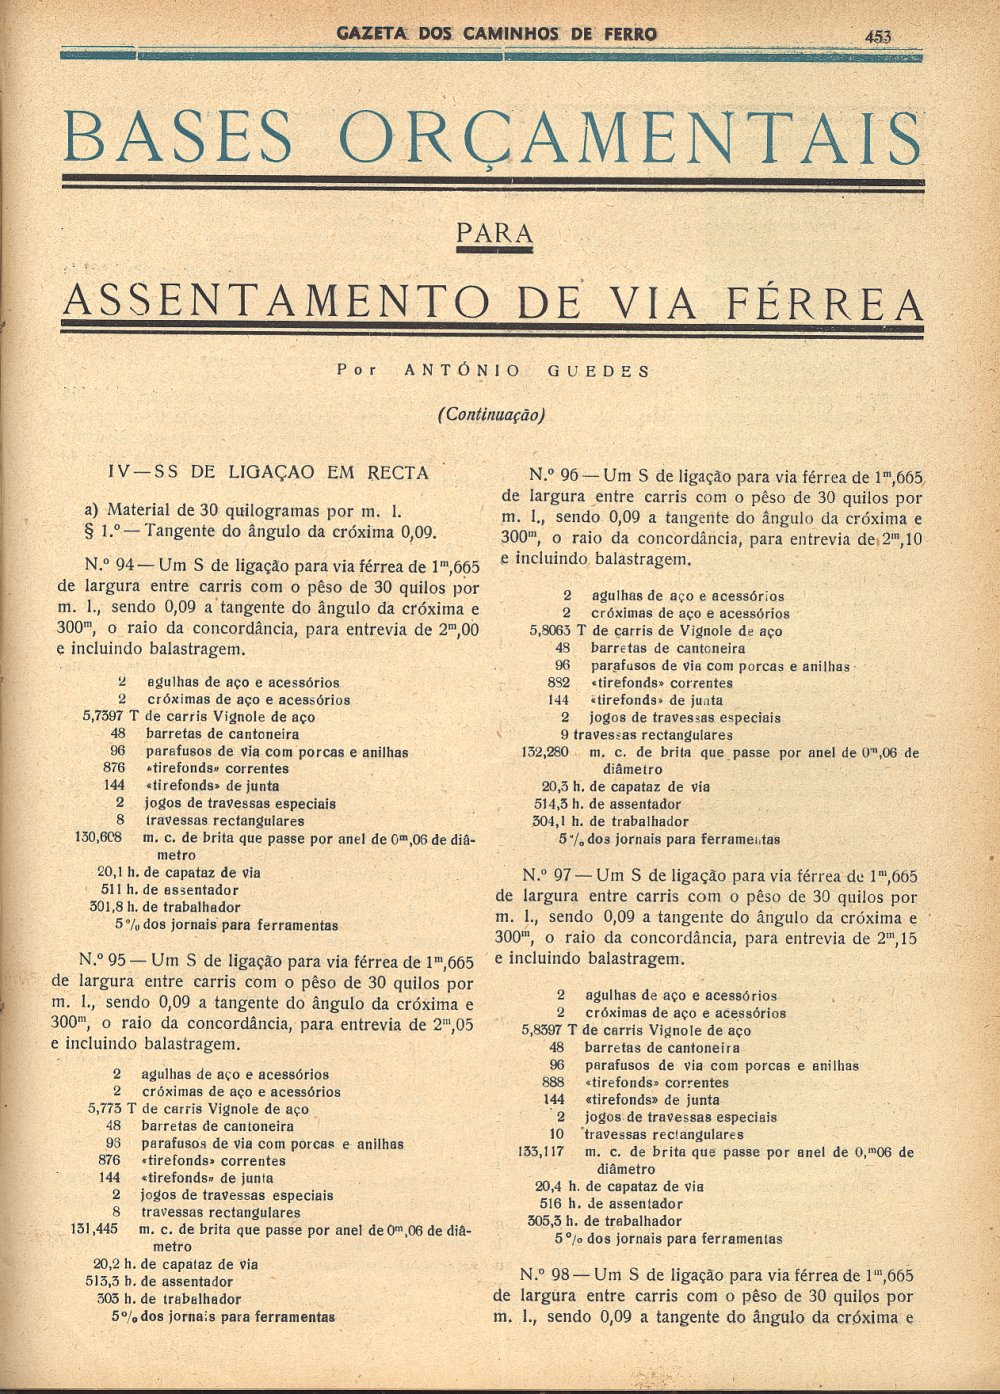 GAZETA DOS CAMINHOS DE FERRO
453
BASES ORÇAMENTAIS
PARA
ASSENTAMENTO DE VIA FÉRREA
Por ANTÓNIO GUEDES
(Continuação)
IV—SS DE LIGAÇAO EM RECTA
a) Material de 30 quilogramas por m. l.
§ 1.º — Tangente do ângulo da cróxima 0,09.
N.º 94 — Um S de ligação para via férrea de 1ᵐ,665
de largura entre carris com o pêso de 30 quilos por
m. l., sendo 0,09 a tangente do ângulo da cróxima e
300ᵐ, o raio da concordância, para entrevia de 2ᵐ,00
e incluindo balastragem.
2 agulhas de aço e acessórios
2 cróximas de aço e acessórios
5,7397 T de carris Vignole de aço
48 barretas de cantoneira
96 parafusos de via com porcas e anilhas
876 «tirefonds» correntes
144 «tirefonds» de junta
2 jogos de travessas especiais
8 travessas rectangulares
130,608 m. c. de brita que passe por anel de 0ᵐ,06 de diâ-
metro
20,1 h. de capataz de via
511 h. de assentador
301,8 h. de trabalhador
5 % dos jornais para ferramentas
N.º 95 — Um S de ligação para via férrea de 1ᵐ,665
de largura entre carris com o pêso de 30 quilos por
m. l., sendo 0,09 a tangente do ângulo da cróxima e
300ᵐ, o raio da concordância, para entrevia de 2ᵐ,05
e incluindo balastragem.
2 agulhas de aço e acessórios
2 cróximas de aço e acessórios
5,773 T de carris Vignole de aço
48 barretas de cantoneira
96 parafusos de via com porcas e anilhas
876 «tirefonds» correntes
144 «tirefonds» de junta
2 jogos de travessas especiais
8 travessas rectangulares
131,445 m. c. de brita que passe por anel de 0ᵐ,06 de diâ-
metro
20,2 h. de capataz de via
513,3 h. de assentador
303 h. de trabalhador
5 % dos jornais para ferramentas
N.º 96 — Um S de ligação para via férrea de 1ᵐ,665
de largura entre carris com o pêso de 30 quilos por
m. l., sendo 0,09 a tangente do ângulo da cróxima e
300ᵐ, o raio da concordância, para entrevia de 2ᵐ,10
e incluindo balastragem.
2 agulhas de aço e acessórios
2 cróximas de aço e acessórios
5,8063 T de carris de Vignole de aço
48 barretas de cantoneira
96 parafusos de via com porcas e anilhas
882 «tirefonds» correntes
144 «tirefonds» de junta
2 jogos de travessas especiais
9 travessas rectangulares
132,280 m. c. de brita que passe por anel de 0ᵐ,06 de
diâmetro
20,3 h. de capataz de via
514,3 h. de assentador
304,1 h. de trabalhador
5 % dos jornais para ferramentas
N.º 97 — Um S de ligação para via férrea de 1ᵐ,665
de largura entre carris com o pêso de 30 quilos por
m. l., sendo 0,09 a tangente do ângulo da cróxima e
300ᵐ, o raio da concordância, para entrevia de 2ᵐ,15
e incluindo balastragem.
2 agulhas de aço e acessórios
2 cróximas de aço e acessórios
5,8397 T de carris Vignole de aço
48 barretas de cantoneira
96 parafusos de via com porcas e anilhas
888 «tirefonds» correntes
144 «tirefonds» de junta
2 jogos de travessas especiais
10 travessas rectangulares
133,117 m. c. de brita que passe por anel de 0,ᵐ06 de
diâmetro
20,4 h. de capataz de via
516 h. de assentador
305,3 h. de trabalhador
5 % dos jornais para ferramentas
N.º 98 — Um S de ligação para via férrea de 1ᵐ,665
de largura entre carris com o pêso de 30 quilos por
m. l., sendo 0,09 a tangente do ângulo da cróxima e